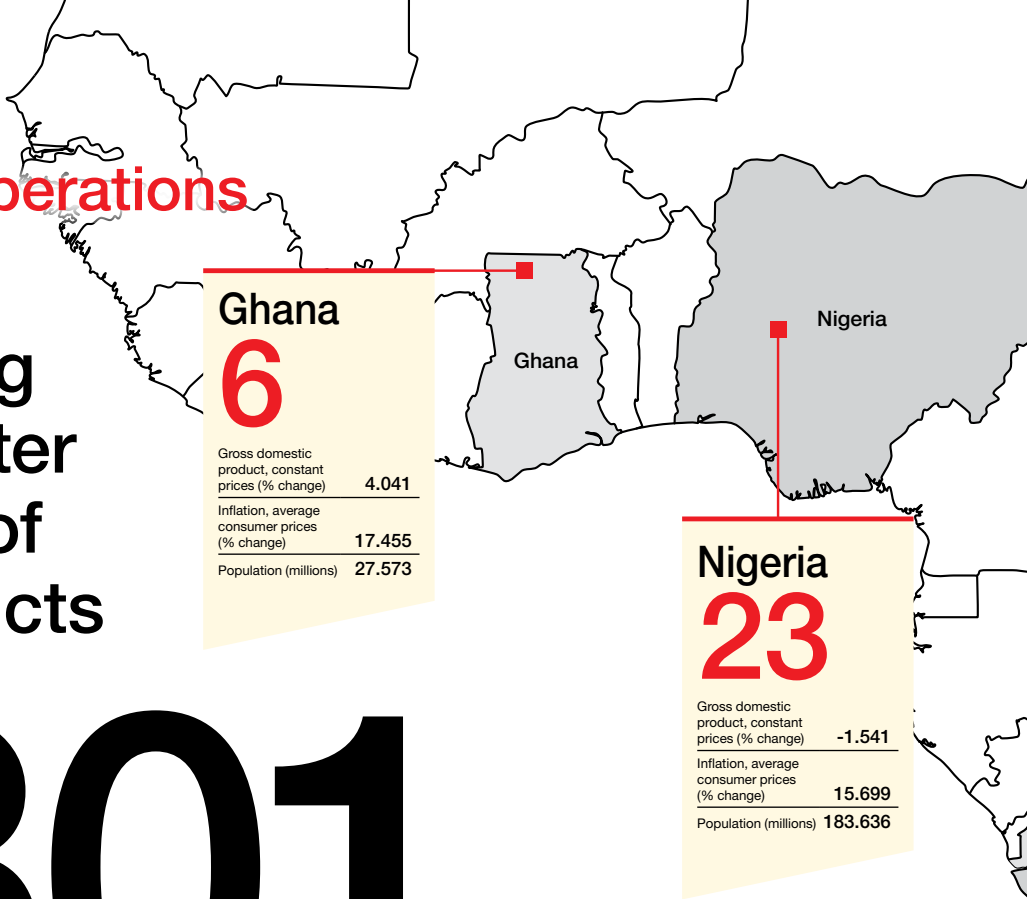 perations
g
ter
of
cts
301
Ghana
6
Gross domestic
product, constant
prices (% change) 4.041
Inflation, average
consumer prices
(% change) 17.455
Population (millions) 27.573
Ghana
Nigeria
Nigeria
23
Gross domestic
product, constant
prices (% change) -1.541
Inflation, average
consumer prices
(% change) 15.699
Population (millions) 183.636